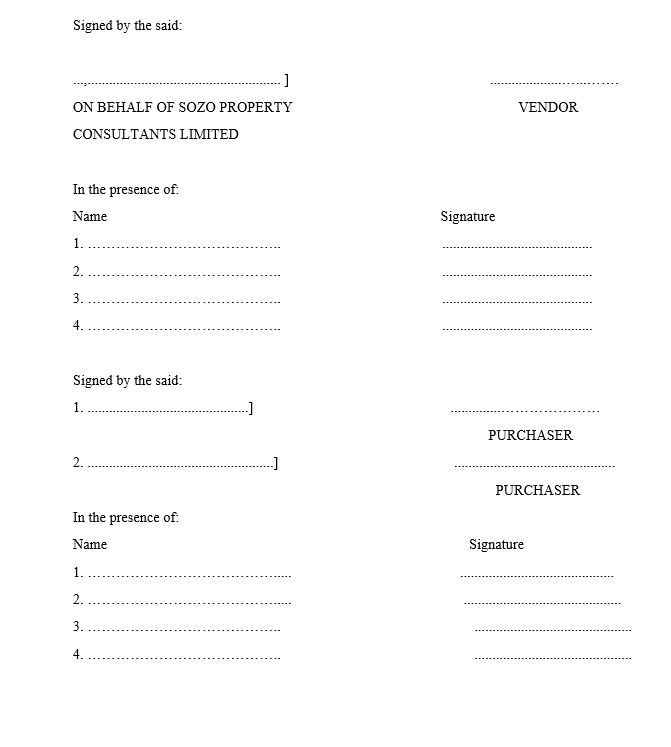 Signed by the said:
..,...................................................... ] .....................…...……
ON BEHALF OF SOZO PROPERTY VENDOR
CONSULTANTS LIMITED
In the presence of:
Name Signature
1. ………………………………….. ..........................................
2. ………………………………….. ..........................................
3. ………………………………….. ..........................................
4. ………………………………….. ..........................................
Signed by the said:
1. .............................................] ..............…………………
PURCHASER
2. ....................................................] .............................................
PURCHASER
In the presence of:
Name Signature
1. …………………………………..... ...........................................
2. …………………………………..... ............................................
3. ………………………………….. ............................................
4. ………………………………….. ............................................